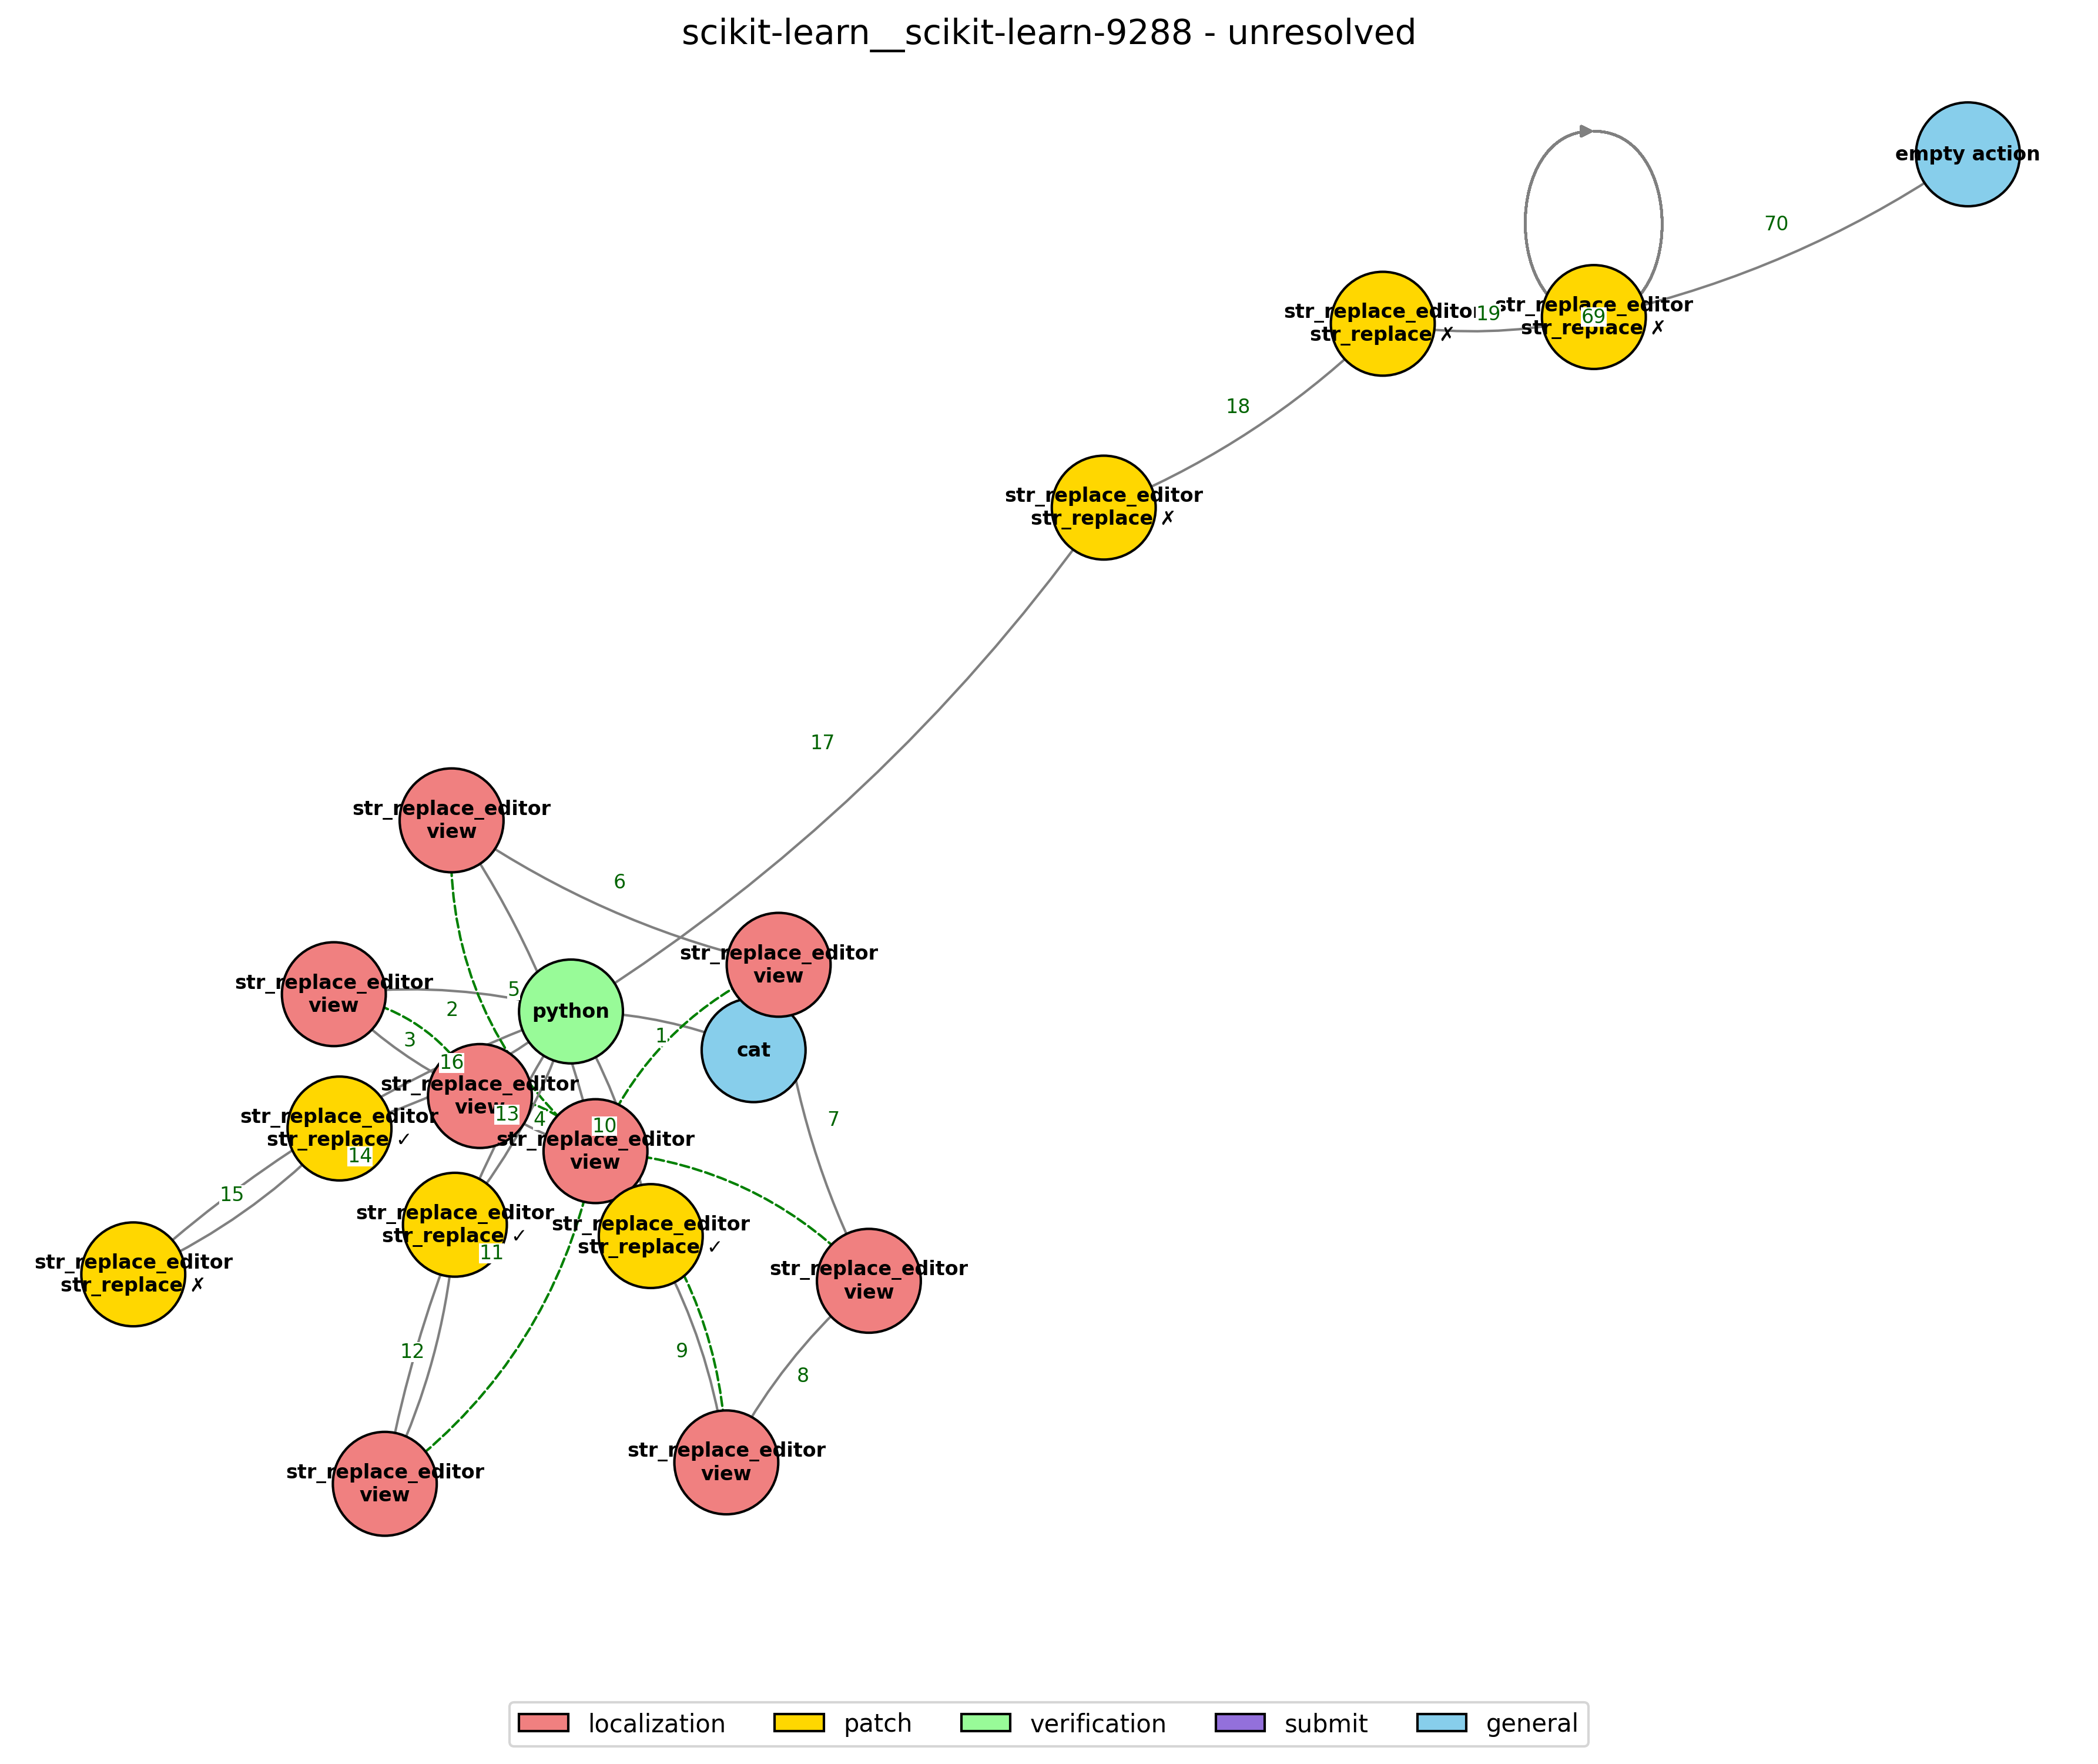 scikit-learn__scikit-learn-9288 - unresolved
empty action
70
str_replace_editor
str_replace ✗
19
str_replace_editor
str_replace ✗
69
18
str_replace_editor
str_replace ✗
17
str_replace_editor
view
6
str_replace_editor
view
str_replace_editor
view
5
2
python
1
cat
3
16
str_replace_editor
view
str_replace_editor
str_replace ✓
13
4
10
str_replace_editor
view
7
14
15
str_replace_editor
str_replace ✓
11
str_replace_editor
str_replace ✓
str_replace_editor
str_replace ✗
str_replace_editor
view
12
9
8
str_replace_editor
view
str_replace_editor
view
localization
patch
verification
submit
general